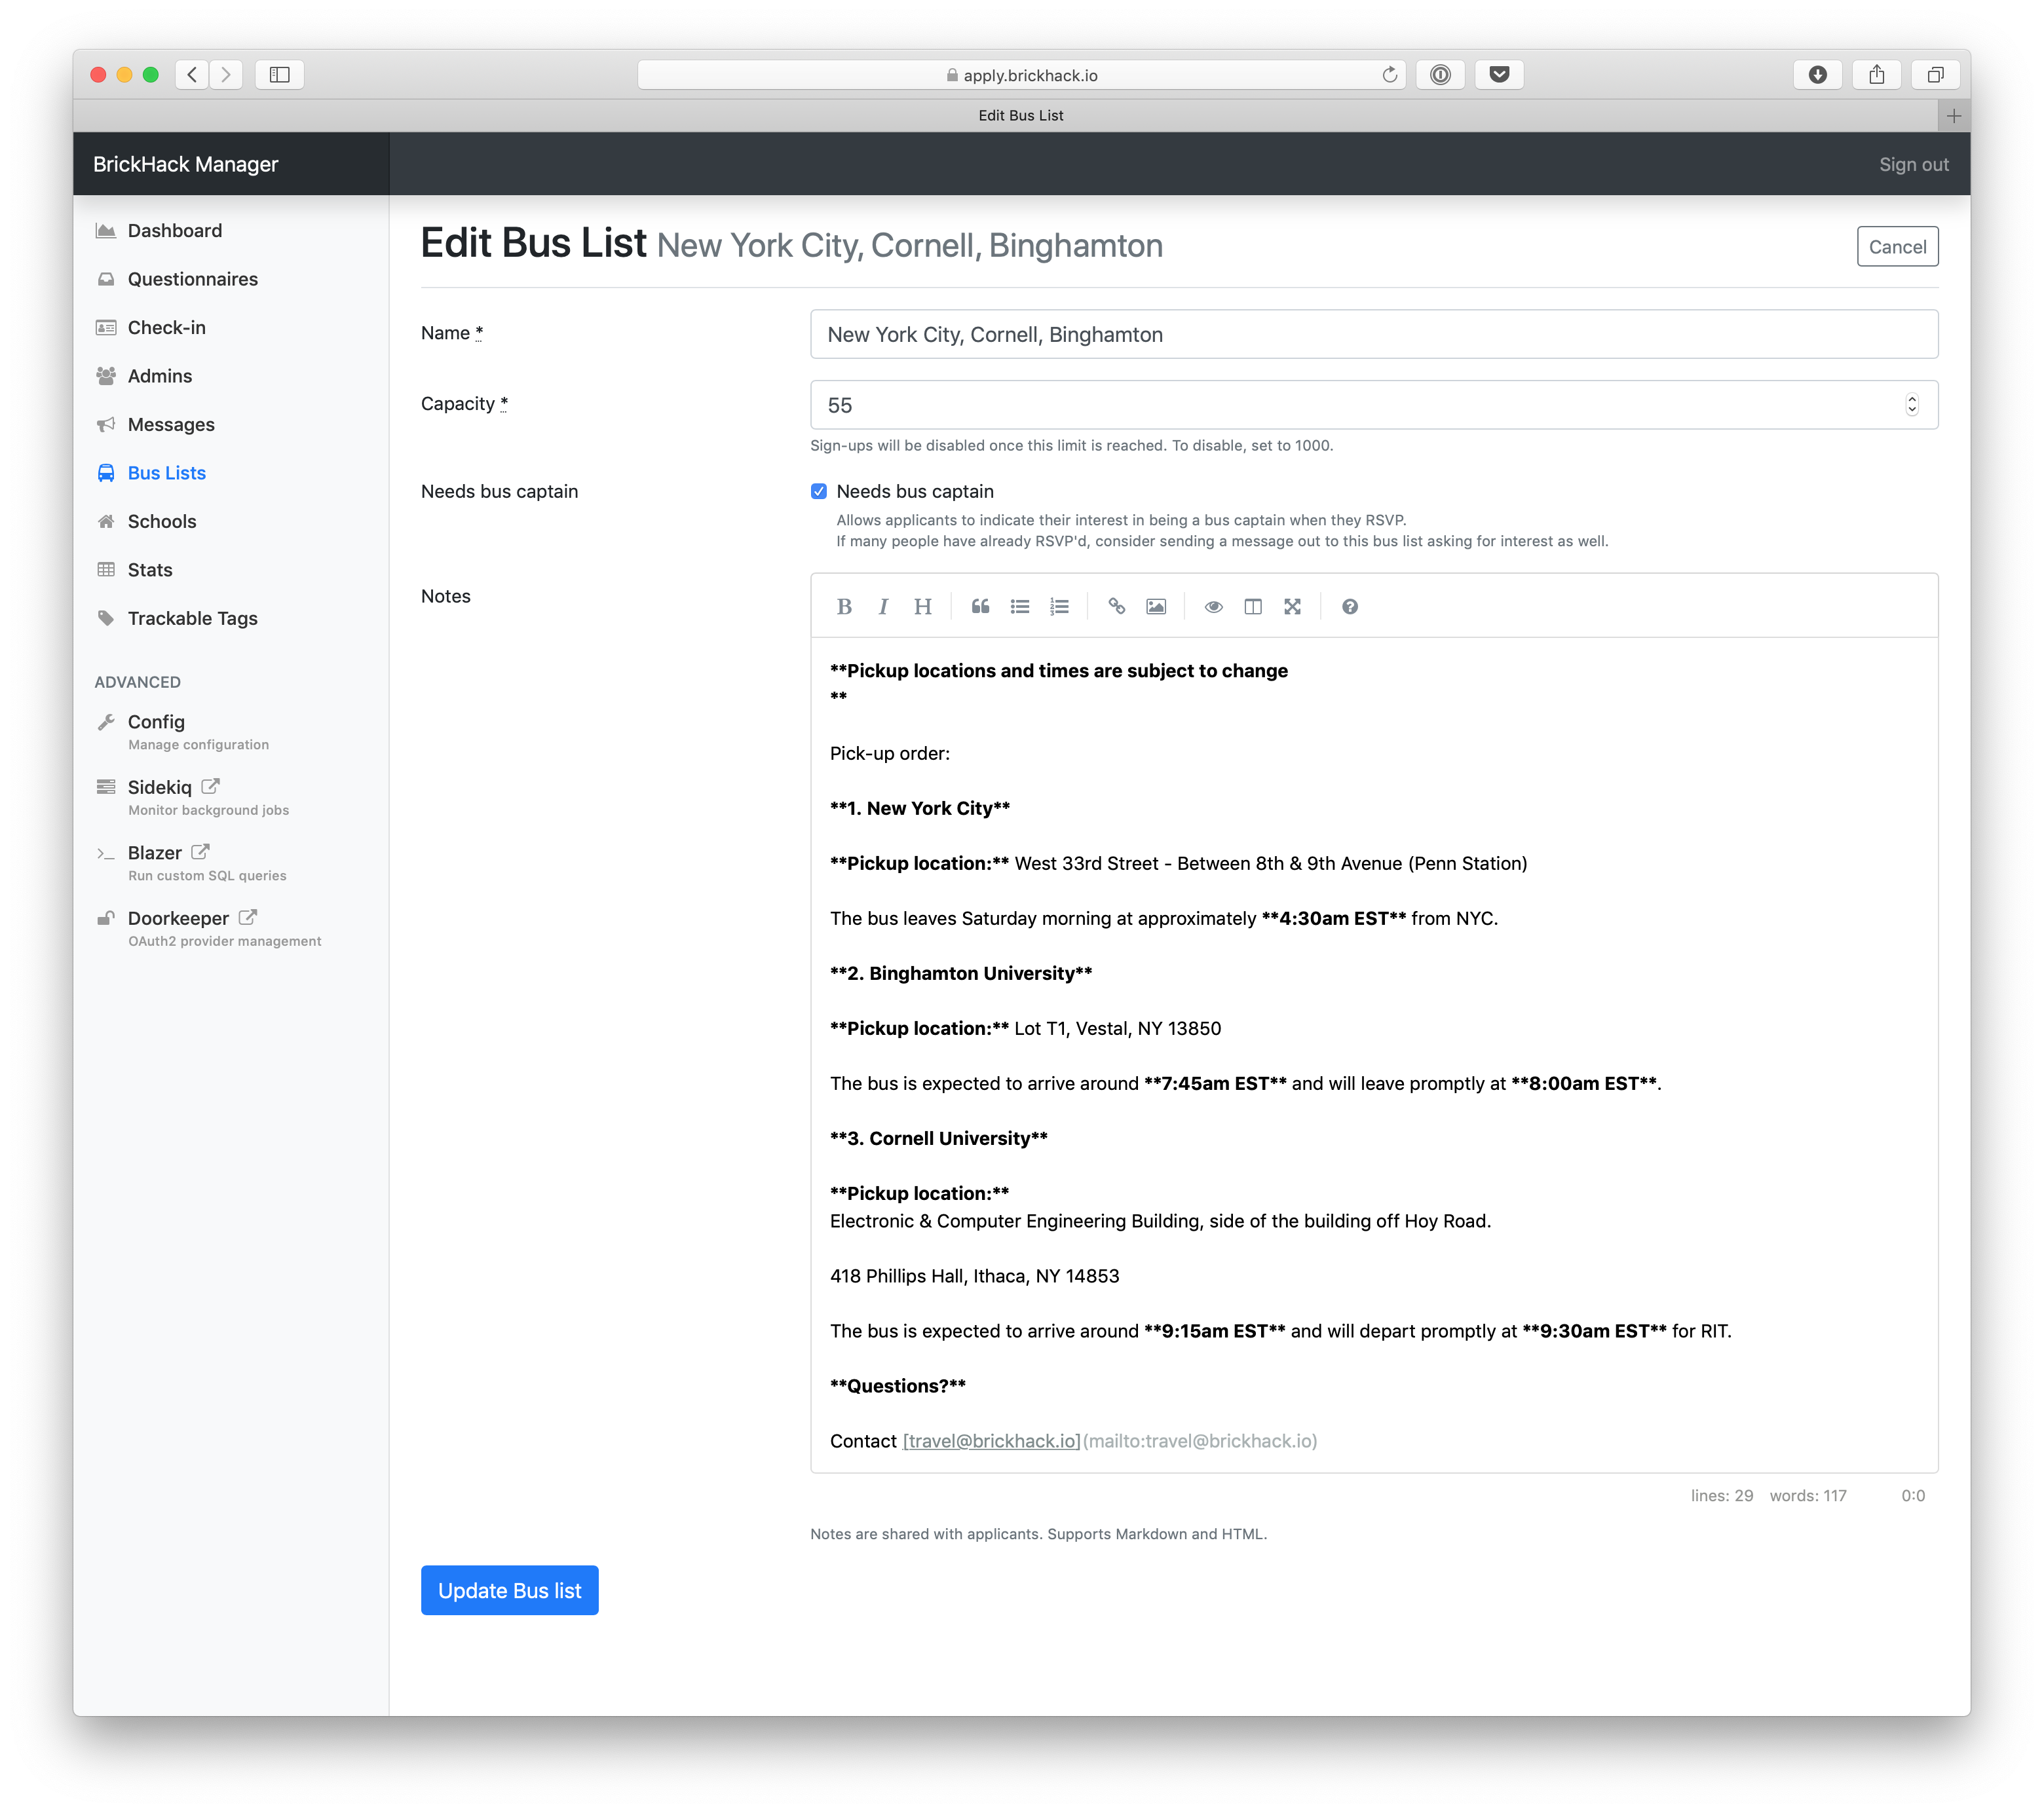 apply.brickhack.io
Edit Bus List
BrickHack Manager
Sign out
Dashboard
Questionnaires
Check-in
Admins
Messages
Bus Lists
Schools
Stats
Trackable Tags
ADVANCED
Config
Manage configuration
Sidekiq
Monitor background jobs
Blazer
Run custom SQL queries
Doorkeeper
OAuth2 provider management
Edit Bus List New York City, Cornell, Binghamton
Cancel
Name *
New York City, Cornell, Binghamton
Capacity *
55
Sign-ups will be disabled once this limit is reached. To disable, set to 1000.
Needs bus captain
Needs bus captain
Allows applicants to indicate their interest in being a bus captain when they RSVP.
If many people have already RSVP'd, consider sending a message out to this bus list asking for interest as well.
Notes
B I H
**Pickup locations and times are subject to change
**
Pick-up order:
**1. New York City**
**Pickup location:** West 33rd Street - Between 8th & 9th Avenue (Penn Station)
The bus leaves Saturday morning at approximately **4:30am EST** from NYC.
**2. Binghamton University**
**Pickup location:** Lot T1, Vestal, NY 13850
The bus is expected to arrive around **7:45am EST** and will leave promptly at **8:00am EST**.
**3. Cornell University**
**Pickup location:**
Electronic & Computer Engineering Building, side of the building off Hoy Road.
418 Phillips Hall, Ithaca, NY 14853
The bus is expected to arrive around **9:15am EST** and will depart promptly at **9:30am EST** for RIT.
**Questions?**
Contact [travel@brickhack.io](mailto:travel@brickhack.io)
lines: 29 words: 117 0:0
Notes are shared with applicants. Supports Markdown and HTML.
Update Bus list